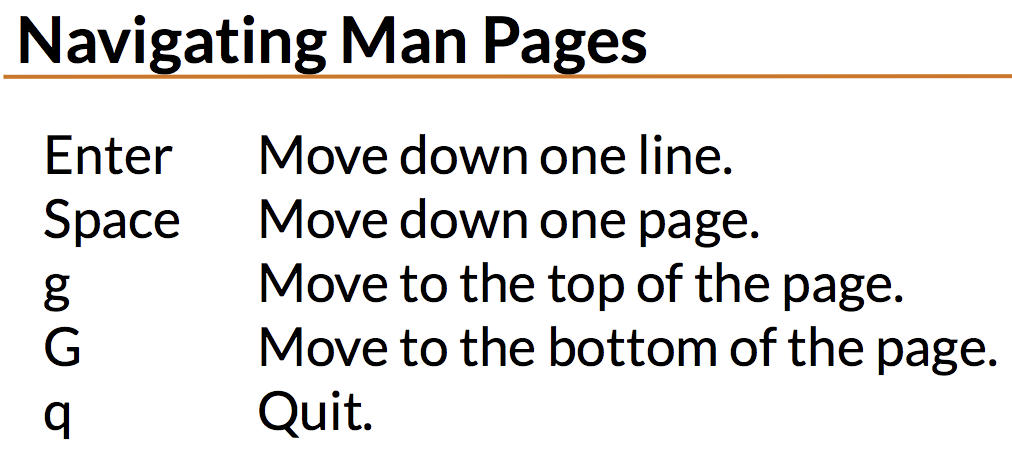 Navigating Man Pages
Enter Move down one line.
Space Move down one page.
g Move to the top of the page.
G Move to the bottom of the page.
q Quit.